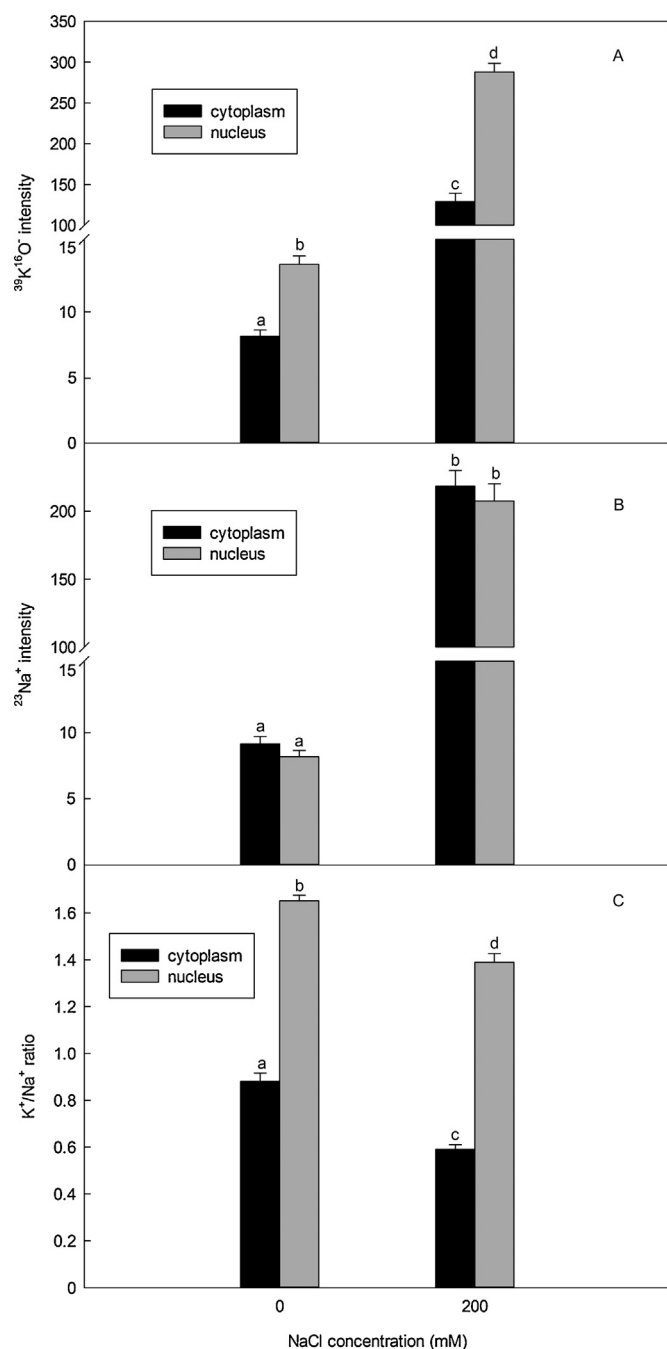 350
A
d
300
cytoplasm
nucleus
250
200
c
150
100
³⁹K¹⁶O⁻ intensity
15
b
10
a
5
0
b
b
B
200
cytoplasm
nucleus
150
100
²³Na⁺ intensity
15
10
a
a
5
0
b
C
1.6
d
cytoplasm
nucleus
1.4
1.2
K⁺/Na⁺ ratio
1.0
a
0.8
c
0.6
0.4
0.2
0
0
200
NaCl concentration (mM)